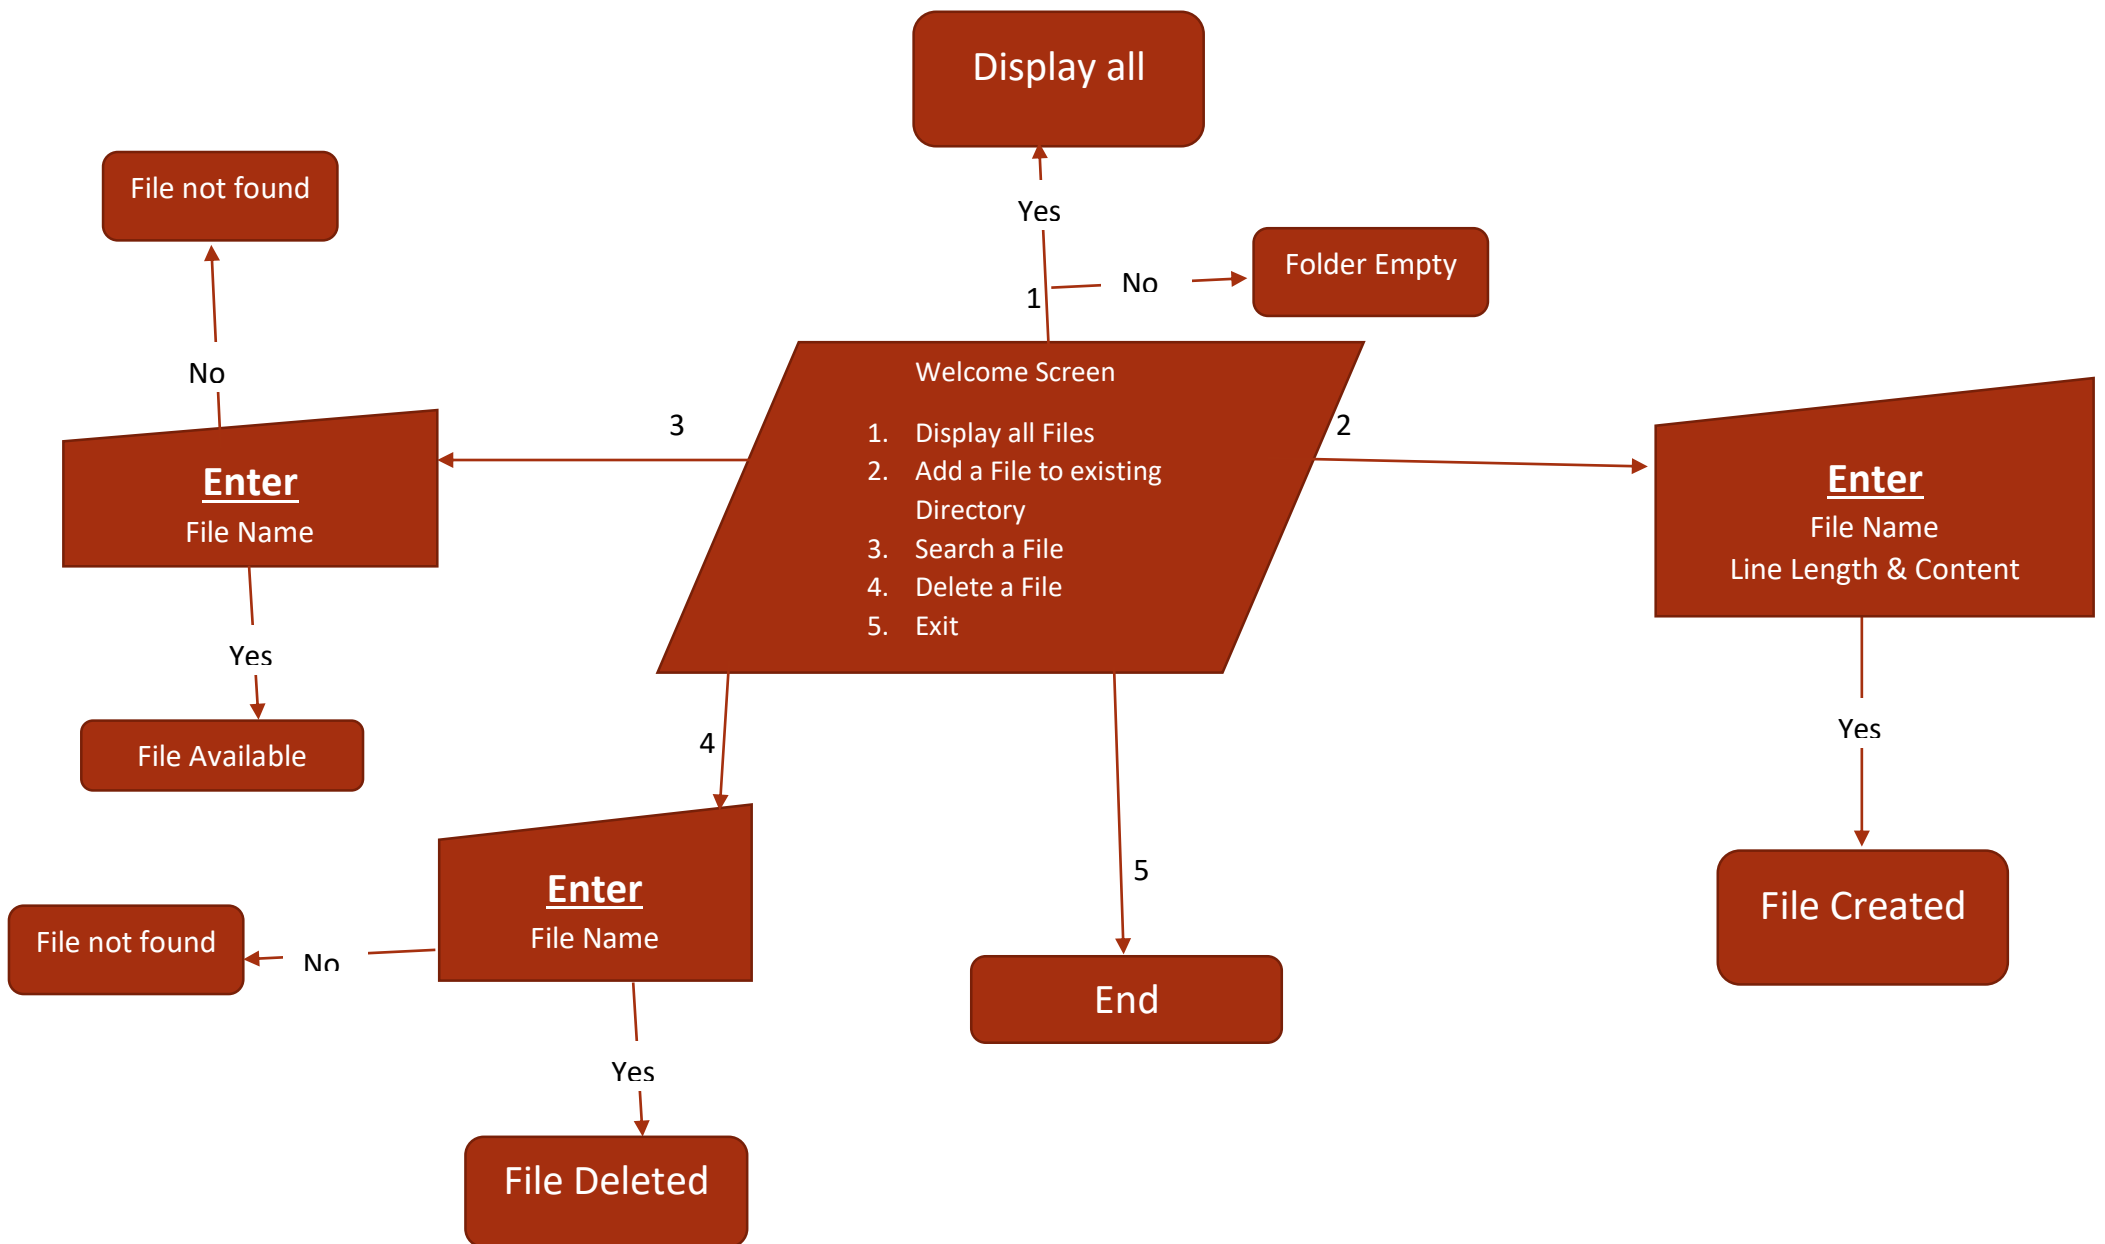 Display all
File not found
Yes
Folder Empty
No
1
No
Welcome Screen
3
2
1. Display all Files
2. Add a File to existing
Directory
3. Search a File
4. Delete a File
5. Exit
Enter
File Name
Enter
File Name
Line Length & Content
Yes
Yes
File Available
4
5
Enter
File Name
File not found
No
File Created
End
Yes
File Deleted